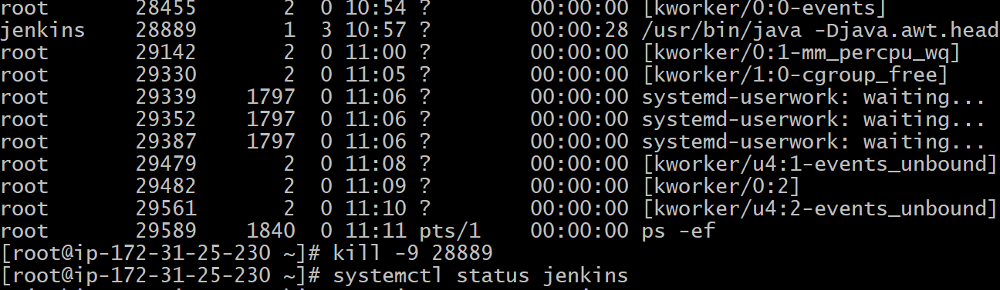 root 28455 2 0 10:54 ? 00:00:00 [kworker/0:0-events]
jenkins 28889 1 3 10:57 ? 00:00:28 /usr/bin/java -Djava.awt.head
root 29142 2 0 11:00 ? 00:00:00 [kworker/0:1-mm_percpu_wq]
root 29330 2 0 11:05 ? 00:00:00 [kworker/1:0-cgroup_free]
root 29339 1797 0 11:06 ? 00:00:00 systemd-userwork: waiting...
root 29352 1797 0 11:06 ? 00:00:00 systemd-userwork: waiting...
root 29387 1797 0 11:06 ? 00:00:00 systemd-userwork: waiting...
root 29479 2 0 11:08 ? 00:00:00 [kworker/u4:1-events_unbound]
root 29482 2 0 11:09 ? 00:00:00 [kworker/0:2]
root 29561 2 0 11:10 ? 00:00:00 [kworker/u4:2-events_unbound]
root 29589 1840 0 11:11 pts/1 00:00:00 ps -ef
[root@ip-172-31-25-230 ~]# kill -9 28889
[root@ip-172-31-25-230 ~]# systemctl status jenkins